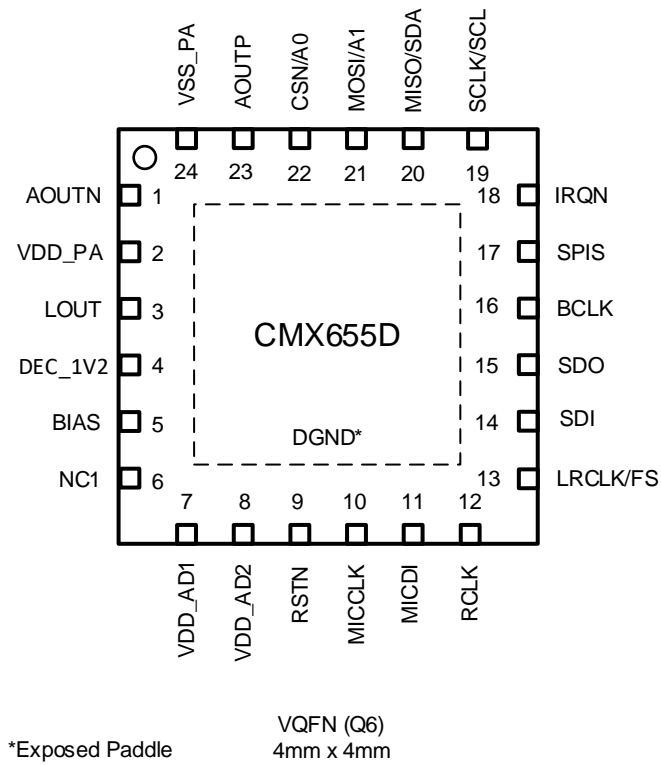 VSS_PA
AOUTP
CSN/A0
MOSI/A1
MISO/SDA
SCLK/SCL
24
23
22
21
20
19
AOUTN 1
18 IRQN
VDD_PA 2
17 SPIS
LOUT 3
16 BCLK
CMX655D
DEC_1V2 4
15 SDO
BIAS 5
14 SDI
DGND*
NC1 6
13 LRCLK/FS
7
8
9
10
11
12
VDD_AD1
VDD_AD2
RSTN
MICCLK
MICDI
RCLK
VQFN (Q6)
*Exposed Paddle
4mm x 4mm